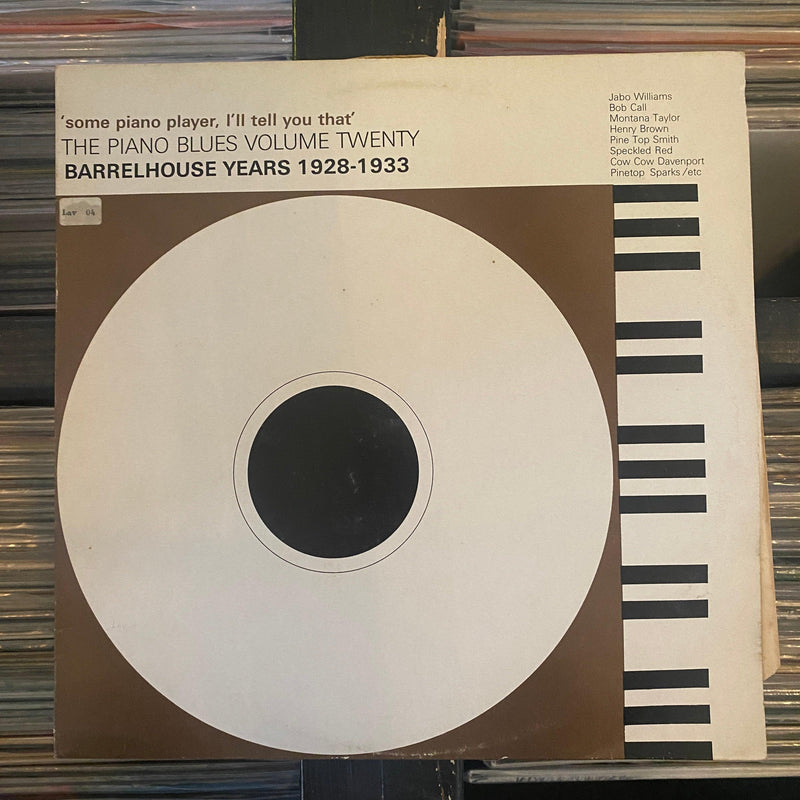 'some piano player, I'll tell you that'
THE PIANO BLUES VOLUME TWENTY
BARRELHOUSE YEARS 1928-1933
Jabo Williams
Bob Call
Montana Taylor
Henry Brown
Pine Top Smith
Speckled Red
Cow Cow Davenport
Pinetop Sparks/etc
Lav 04